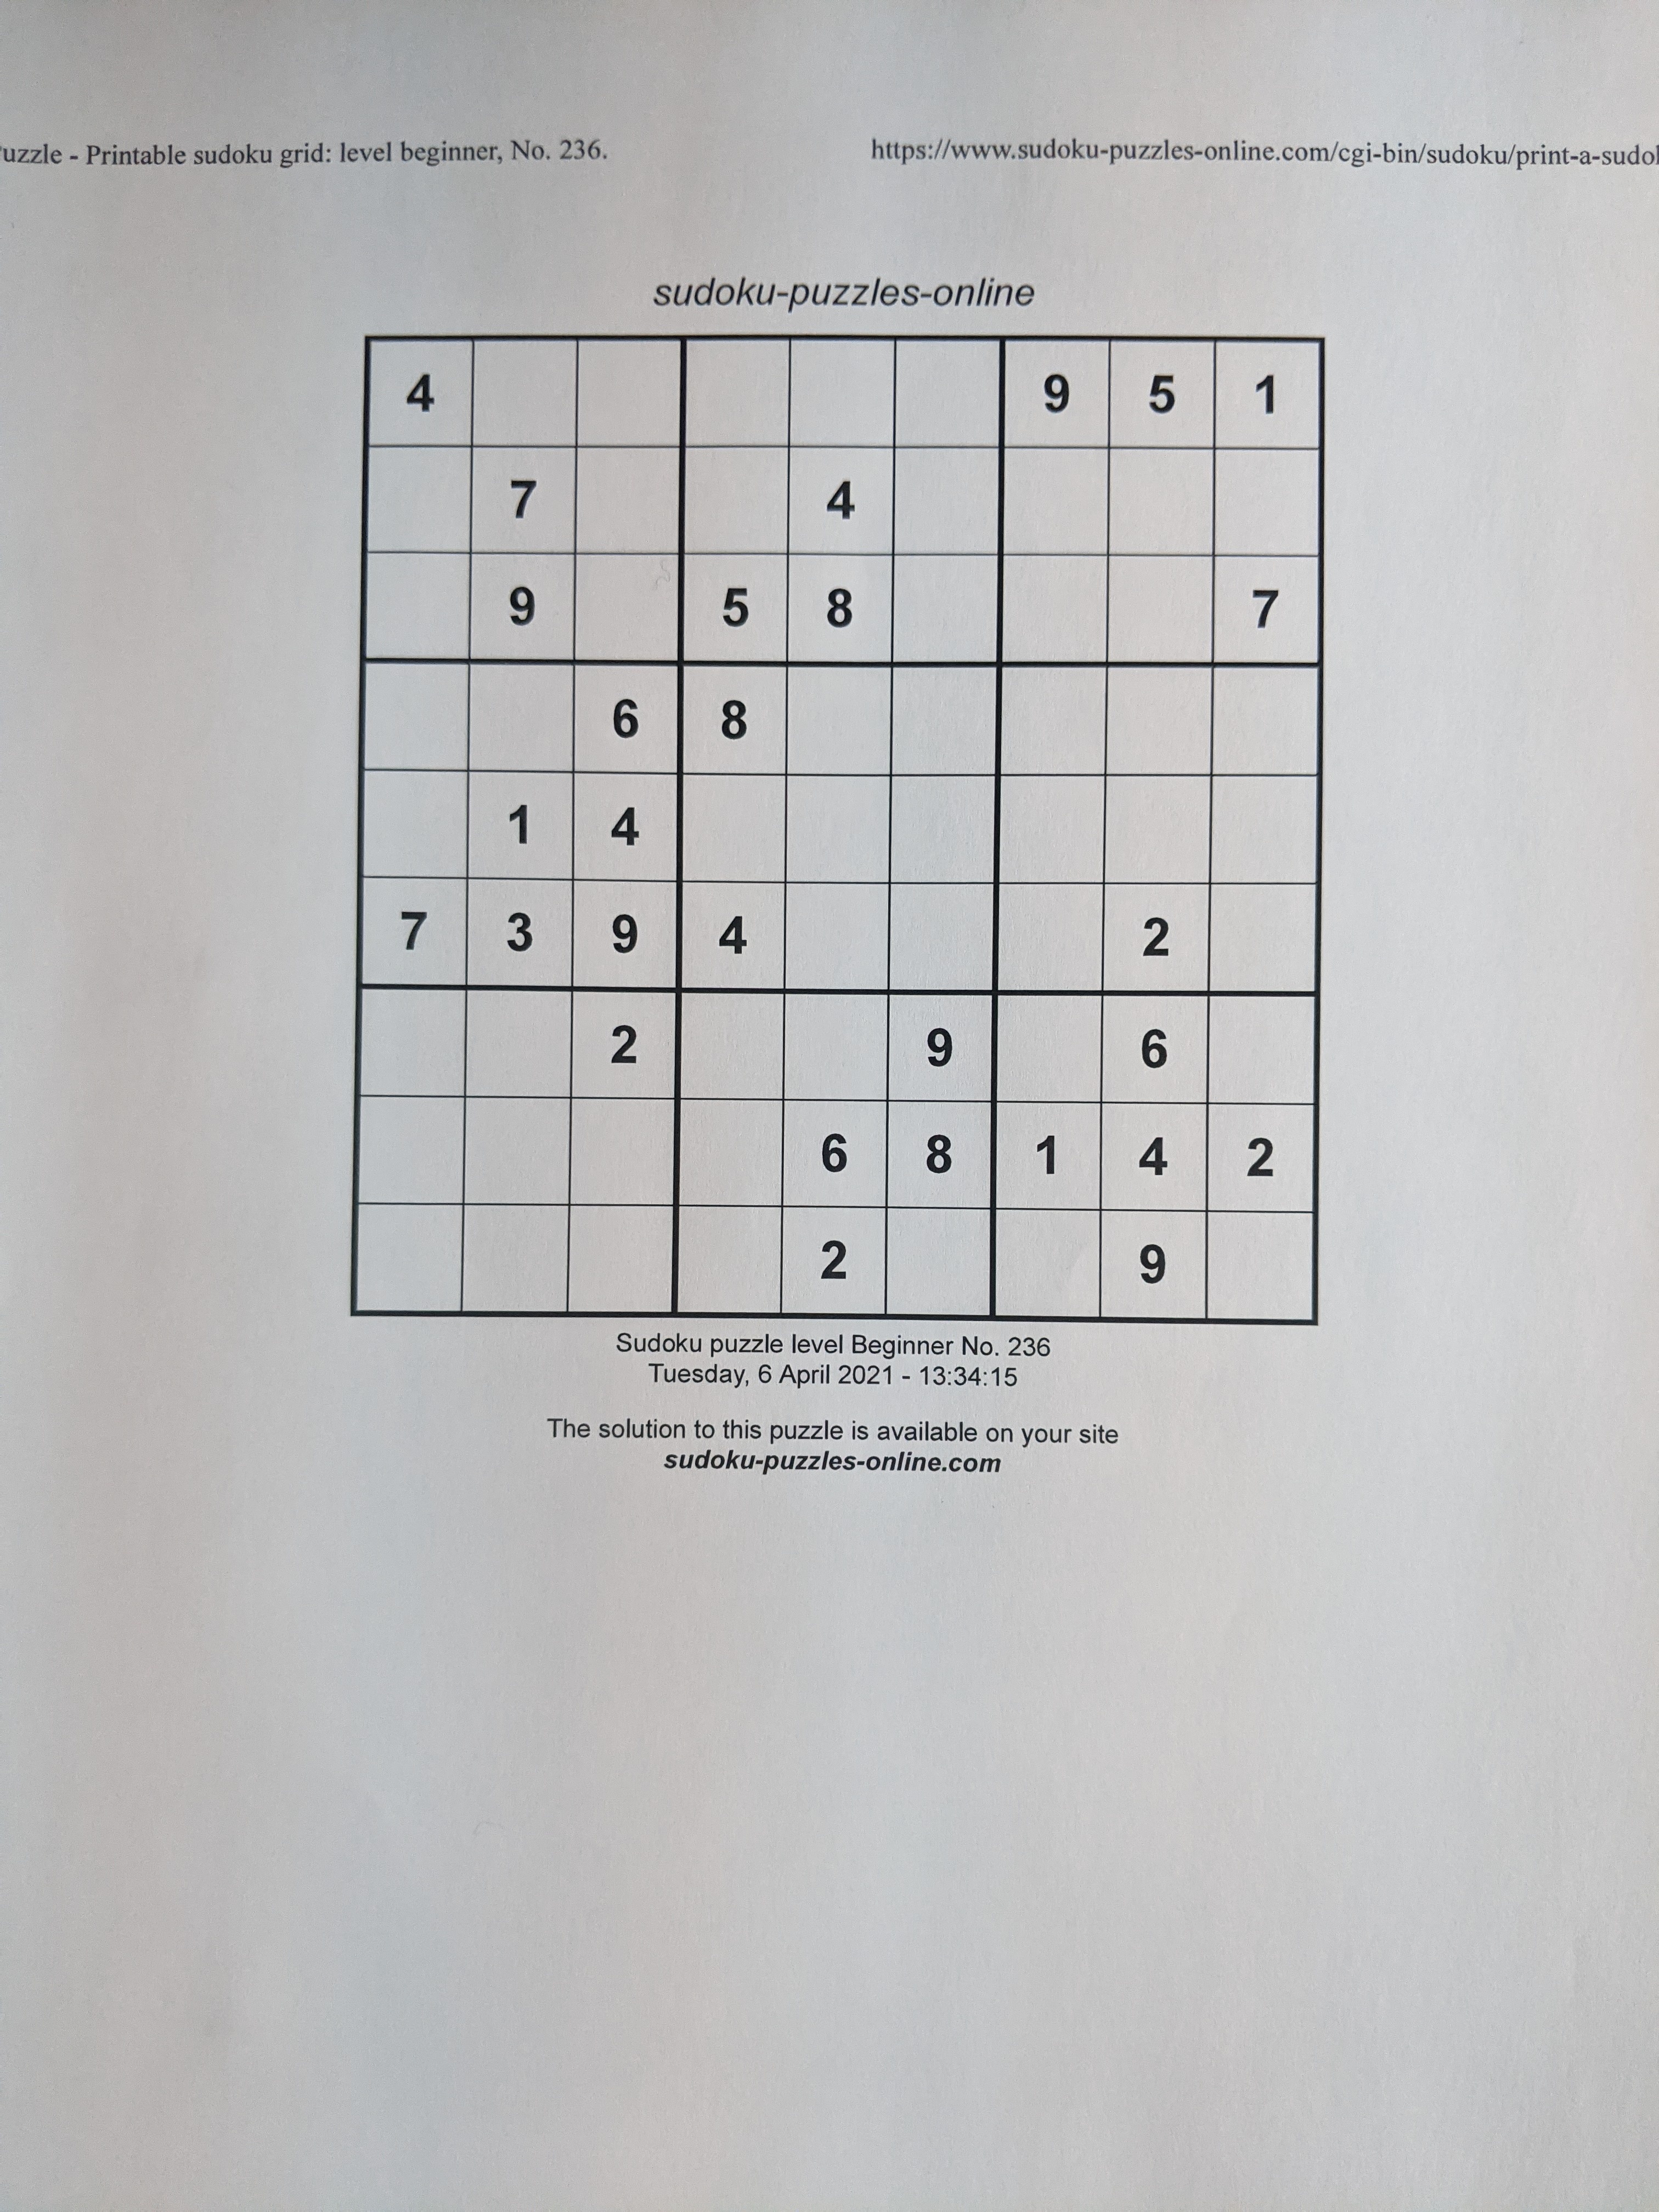 uzzle - Printable sudoku grid: level beginner, No. 236.
https://www.sudoku-puzzles-online.com/cgi-bin/sudoku/print-a-sudo
sudoku-puzzles-online
4 9 5 1
7 4
9 5 8 7
6 8
1 4
7 3 9 4 2
2 9 6
6 8 1 4 2
2 9
Sudoku puzzle level Beginner No. 236
Tuesday, 6 April 2021 - 13:34:15
The solution to this puzzle is available on your site
sudoku-puzzles-online.com